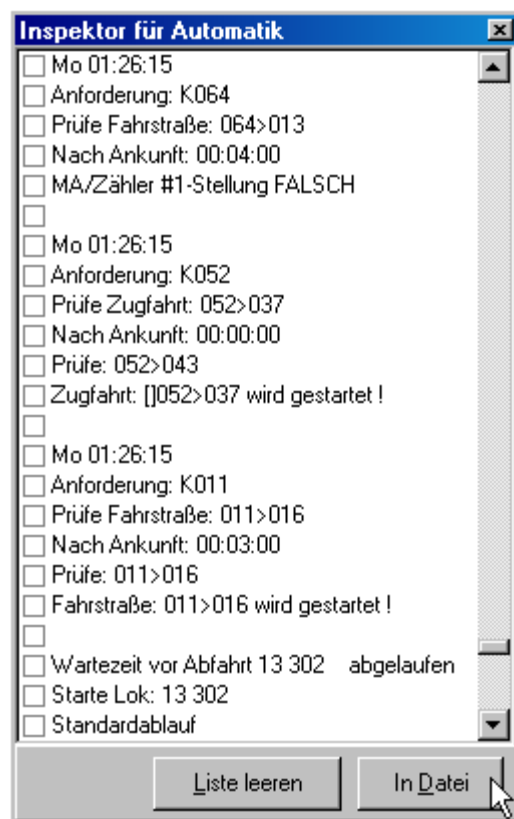 Inspektor für Automatik
Mo 01:26:15
Anforderung: K064
Prüfe Fahrstraße: 064>013
Nach Ankunft: 00:04:00
MA/Zähler #1-Stellung FALSCH
Mo 01:26:15
Anforderung: K052
Prüfe Zugfahrt: 052>037
Nach Ankunft: 00:00:00
Prüfe: 052>043
Zugfahrt: []052>037 wird gestartet !
Mo 01:26:15
Anforderung: K011
Prüfe Fahrstraße: 011>016
Nach Ankunft: 00:03:00
Prüfe: 011>016
Fahrstraße: 011>016 wird gestartet !
Wartezeit vor Abfahrt 13 302 abgelaufen
Starte Lok: 13 302
Standardablauf
Liste leeren In Datei